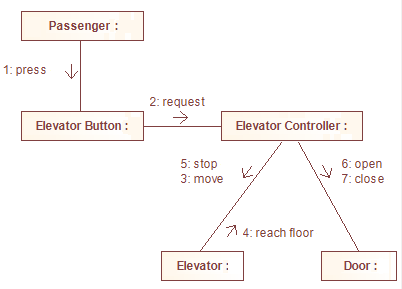 Passenger :
1: press
2: request
Elevator Button :
Elevator Controller :
5: stop
3: move
6: open
7: close
4: reach floor
Elevator :
Door :